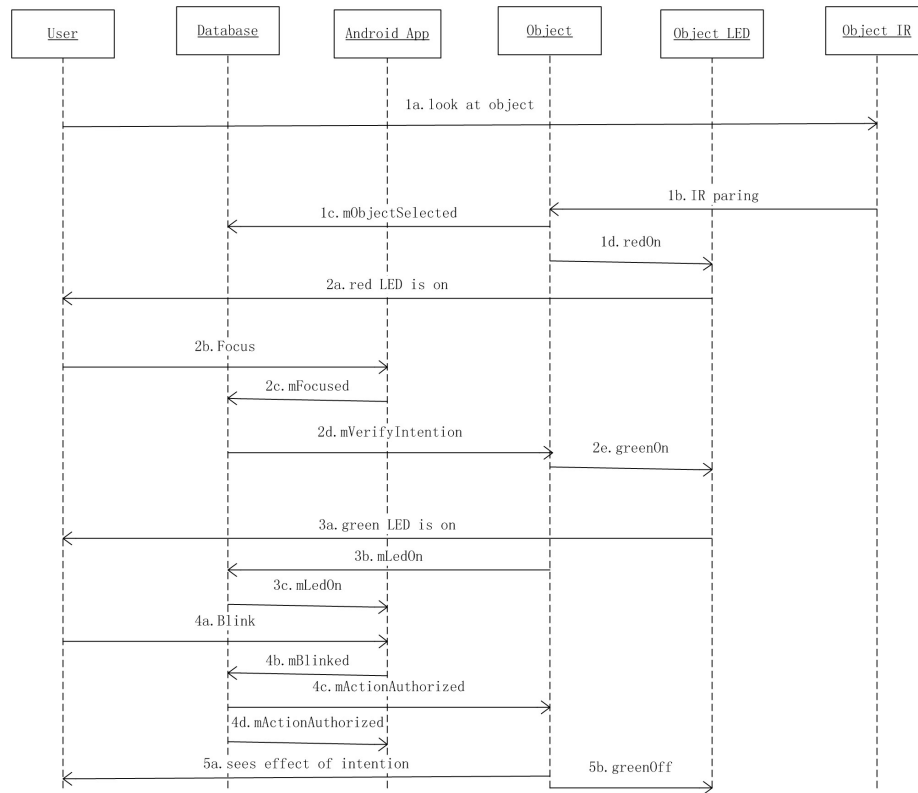 User
Database
Android App
Object
Object LED
Object IR
1a.look at object
1b.IR paring
1c.mObjectSelected
1d.redOn
2a.red LED is on
2b.Focus
2c.mFocused
2d.mVerifyIntention
2e.greenOn
3a.green LED is on
3b.mLedOn
3c.mLedOn
4a.Blink
4b.mBlinked
4c.mActionAuthorized
4d.mActionAuthorized
5a.sees effect of intention
5b.greenOff